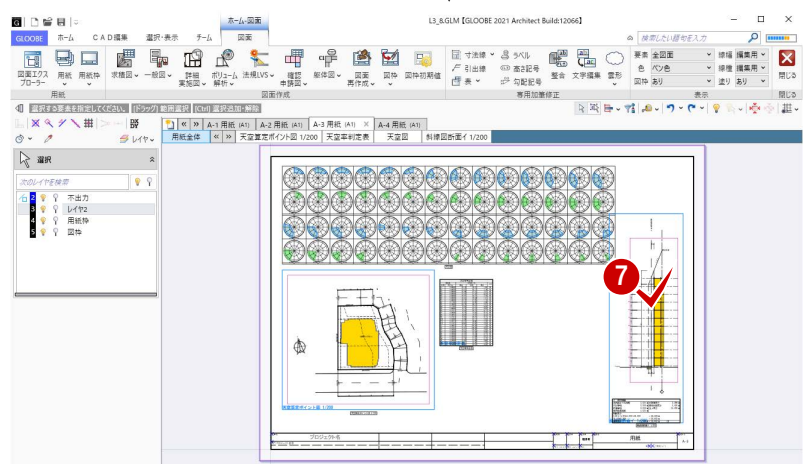 ホーム-図面
L3_8.GLM【GLOOBE 2021 Architect Build:12066】
GLOOBE ホーム CAD編集 選択・表示 チーム 図面
検索したい語句を入力
図面エクスプローラー 用紙 用紙枠 求積図 一般図 詳細実施図 ボリューム解析 法規LVS 確認申請図 躯体図 図面再作成 図枠 図枠初期値
寸法線 ラベル
引出線 高さ記号
表 勾配記号
整合 文字編集 雲形
要素 全図面 線幅 編集用
色 ペン色 線種 編集用
図枠 あり 塗り あり
閉じる
用紙 図面作成 専用加筆修正 表示 閉じる
選択する要素を指定してください。 [ドラッグ] 範囲選択 [Ctrl] 選択追加・解除
A-1 用紙 (A1) A-2 用紙 (A1) A-3 用紙 (A1) A-4 用紙 (A1)
レイヤ
用紙全体 天空算定ポイント図 1/200 天空率判定表 天空図 斜線図断面イ 1/200
選択
次のレイヤを検索
2 不出力
3 レイヤ2
4 用紙枠
5 図枠
7
プロジェクト名
用紙
A-3